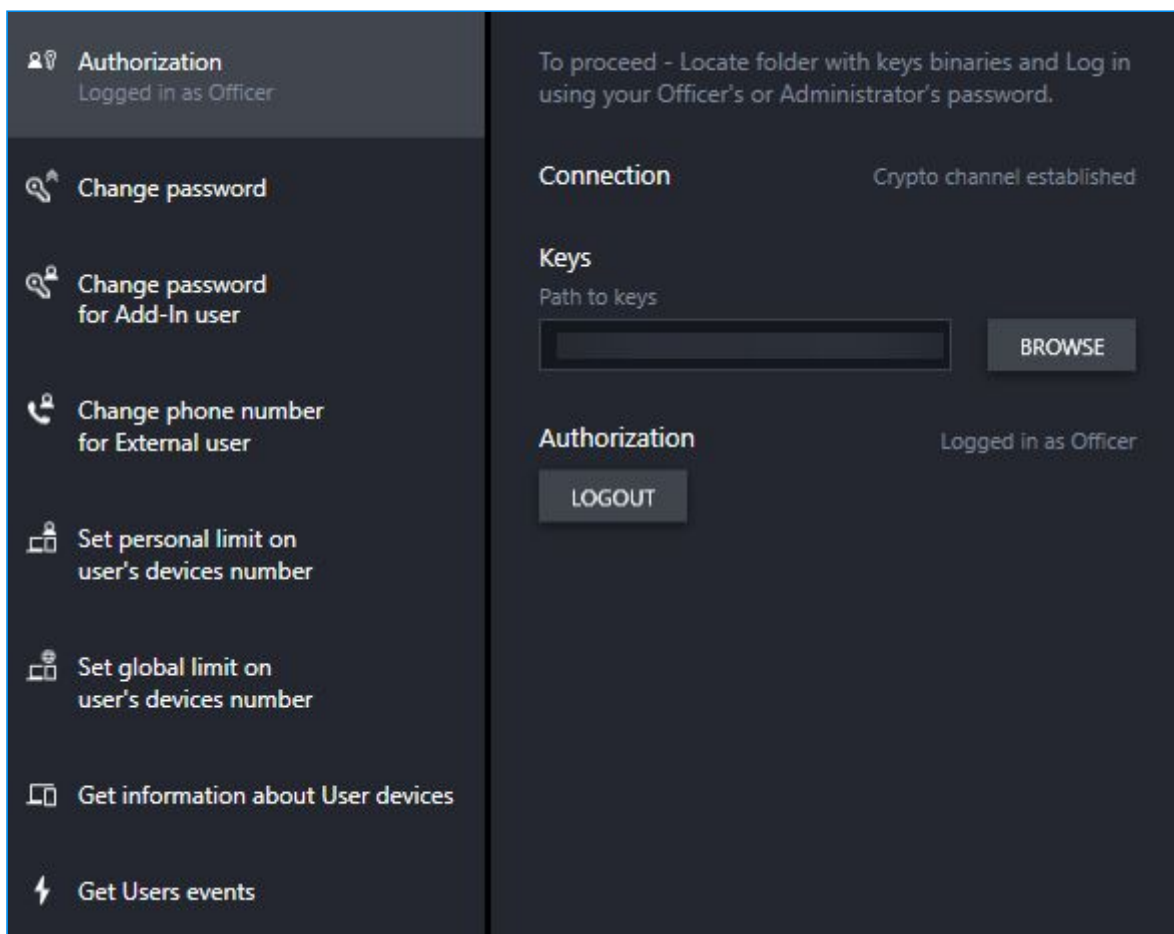 Authorization
Logged in as Officer
Change password
Change password
for Add-In user
Change phone number
for External user
Set personal limit on
user's devices number
Set global limit on
user's devices number
Get information about User devices
Get Users events
To proceed - Locate folder with keys binaries and Log in
using your Officer's or Administrator's password.
Connection
Crypto channel established
Keys
Path to keys
BROWSE
Authorization
Logged in as Officer
LOGOUT